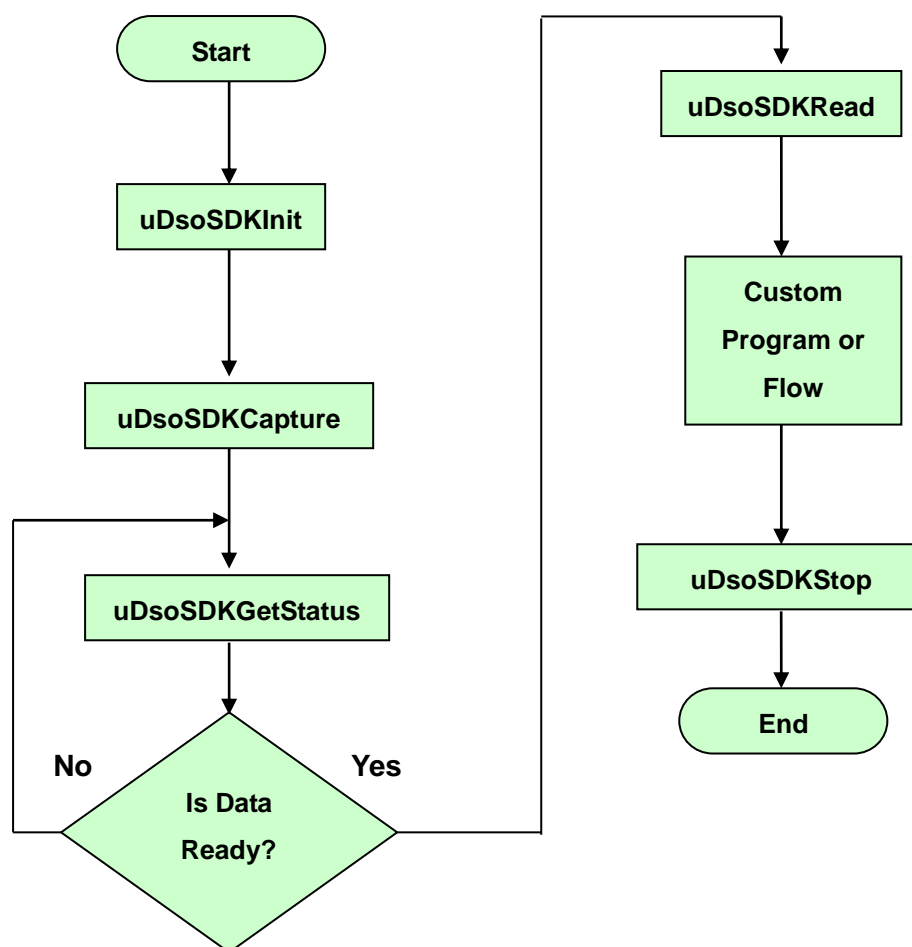 Start
uDsoSDKInit
uDsoSDKCapture
uDsoSDKGetStatus
No
Yes
Is Data
Ready?
uDsoSDKRead
Custom
Program or
Flow
uDsoSDKStop
End